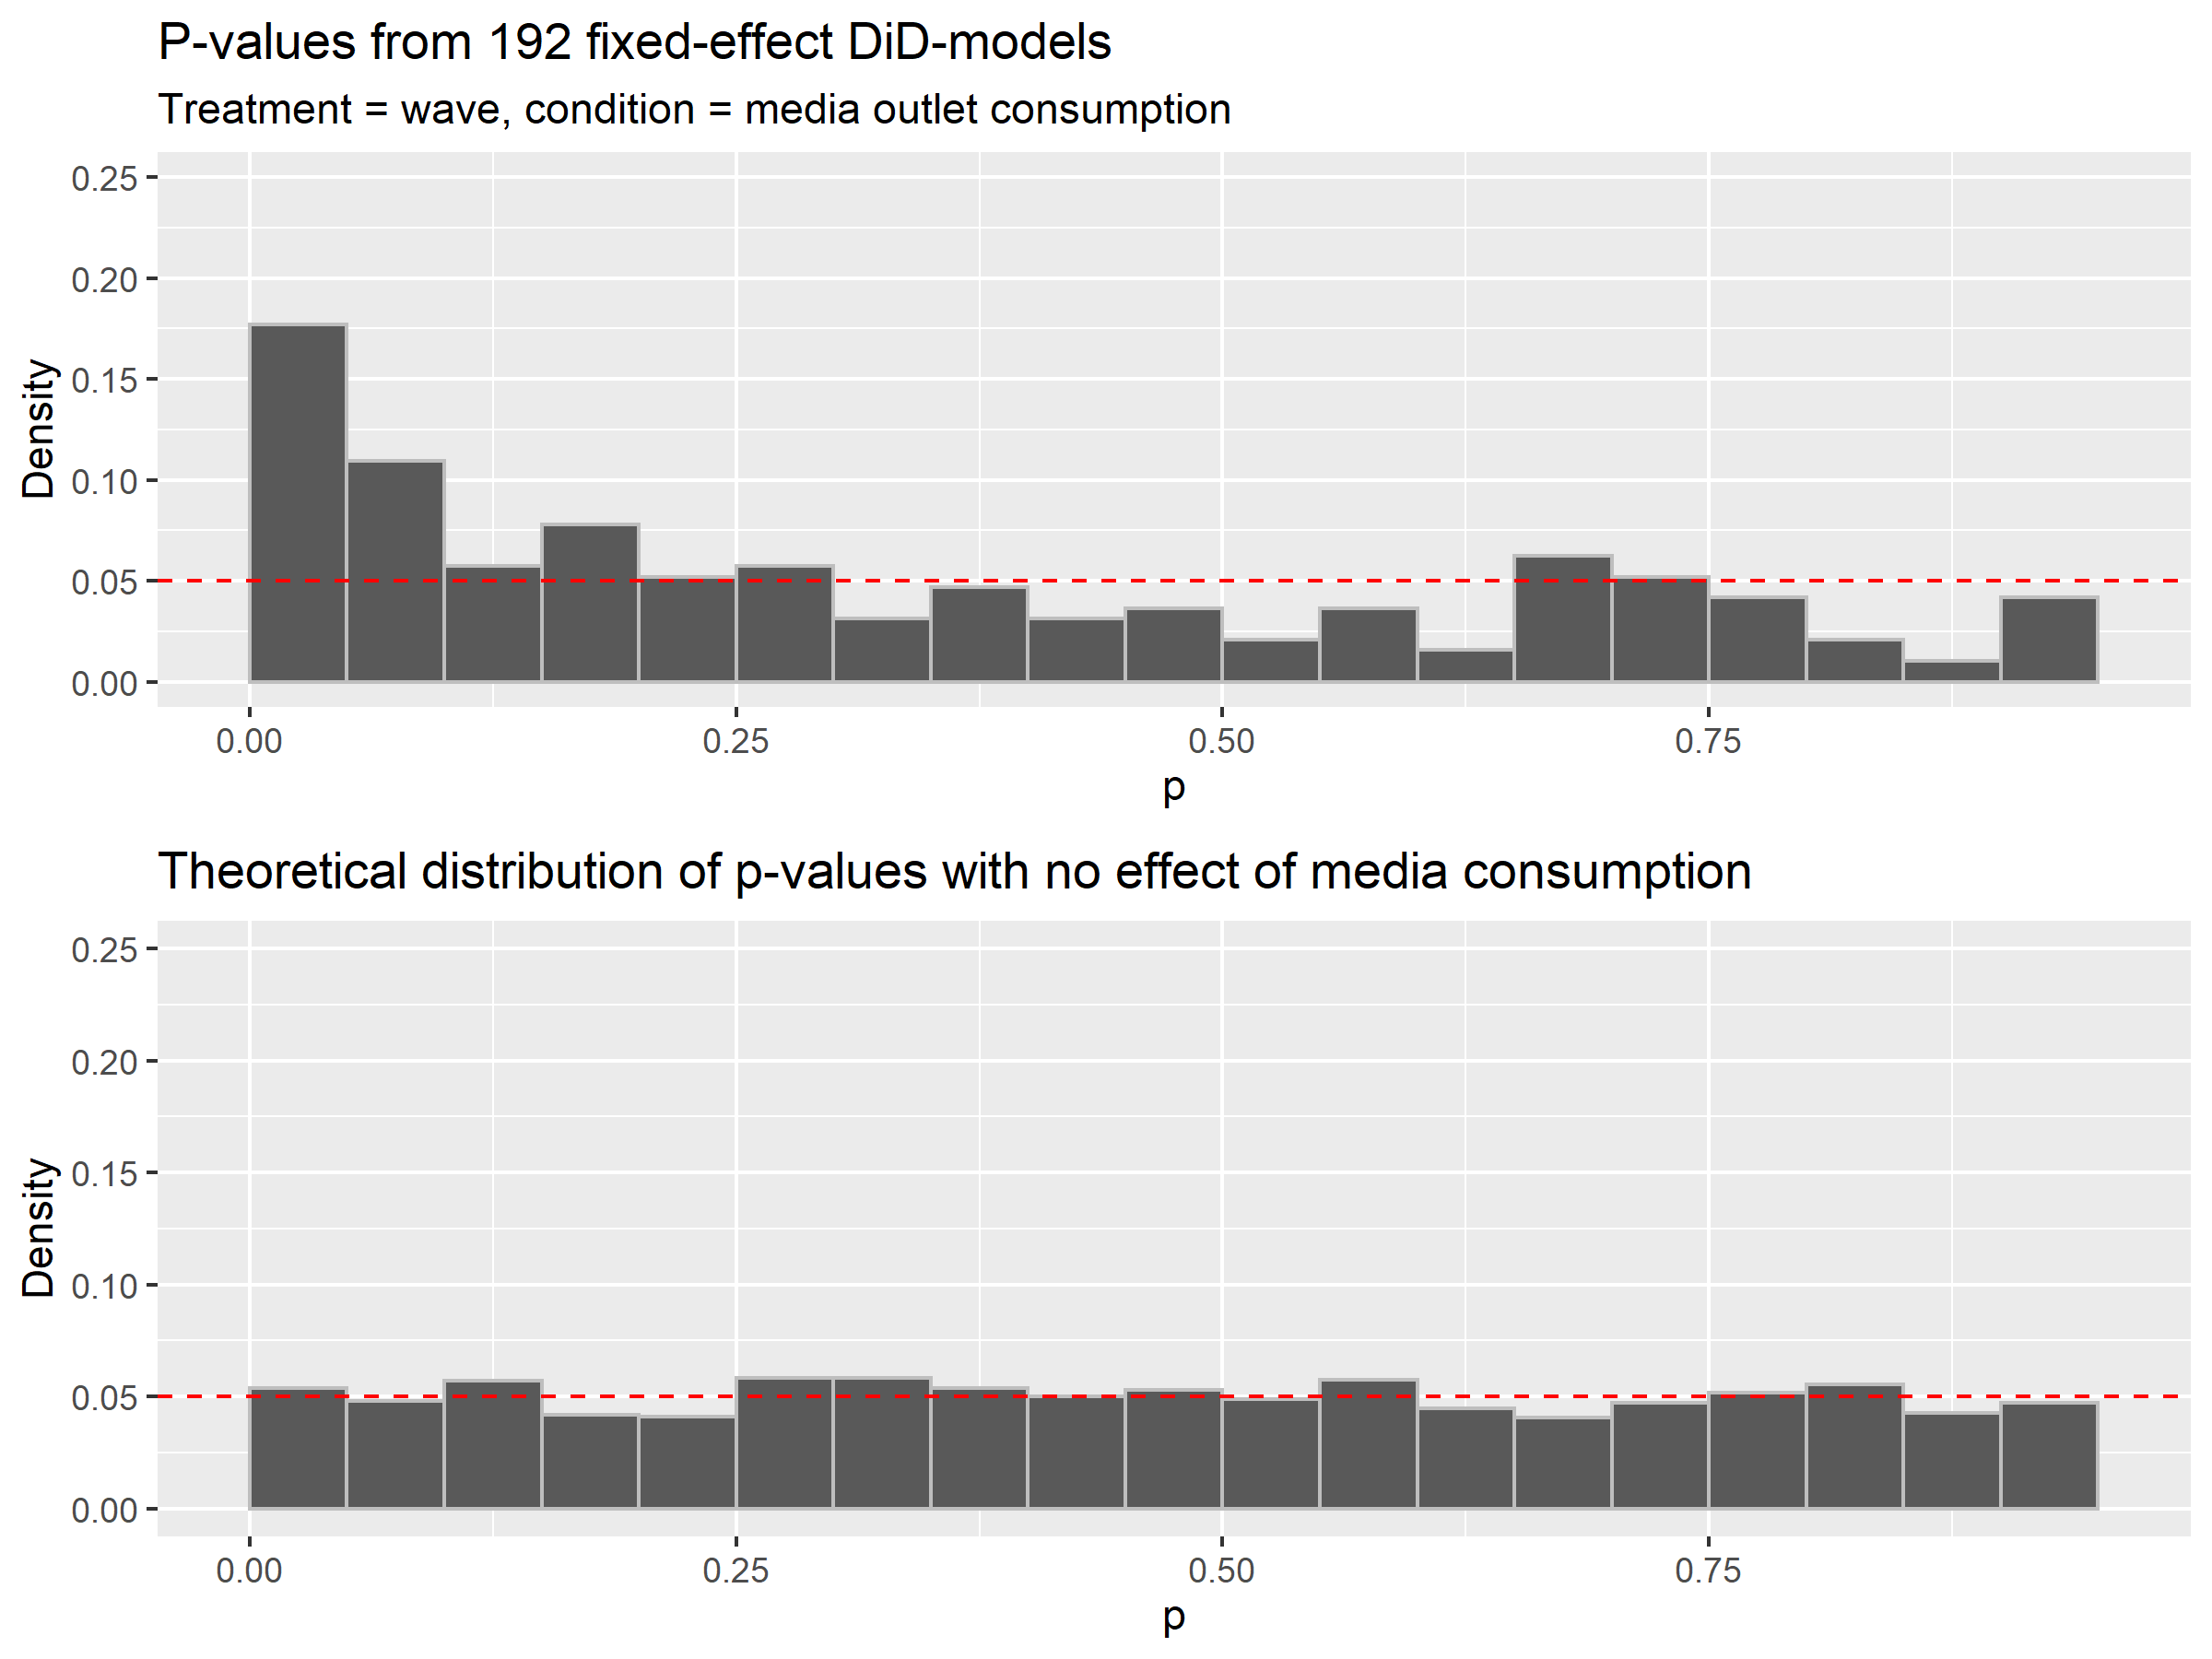 P-values from 192 fixed-effect DiD-models
Treatment = wave, condition = media outlet consumption
0.25
0.20
0.15
0.10
0.05
0.00
Density
0.00 0.25 0.50 0.75
p
Theoretical distribution of p-values with no effect of media consumption
0.25
0.20
0.15
0.10
0.05
0.00
Density
0.00 0.25 0.50 0.75
p